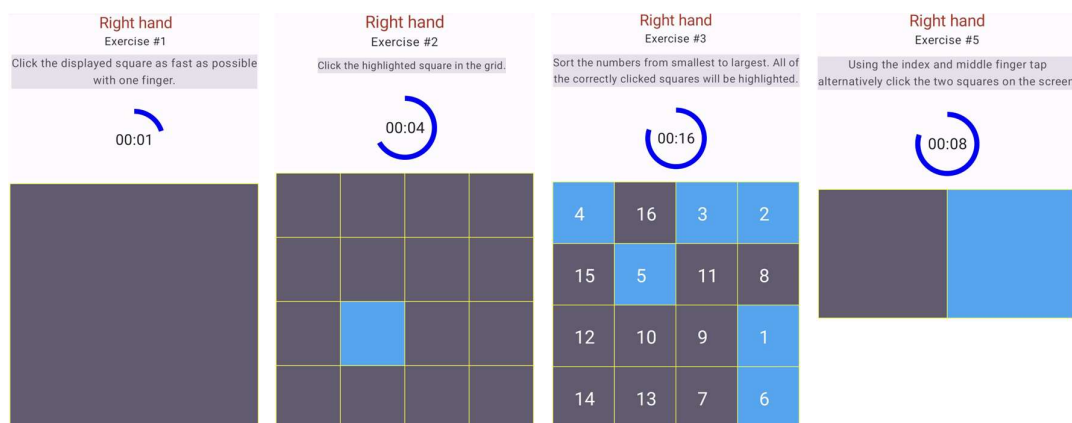 Right hand
Exercise #1
Click the displayed square as fast as possible
with one finger.
00:01
Right hand
Exercise #2
Click the highlighted square in the grid.
00:04
Right hand
Exercise #3
Sort the numbers from smallest to largest. All of
the correctly clicked squares will be highlighted.
00:16
4 16 3 2
15 5 11 8
12 10 9 1
14 13 7 6
Right hand
Exercise #5
Using the index and middle finger tap
alternatively click the two squares on the screen
00:08